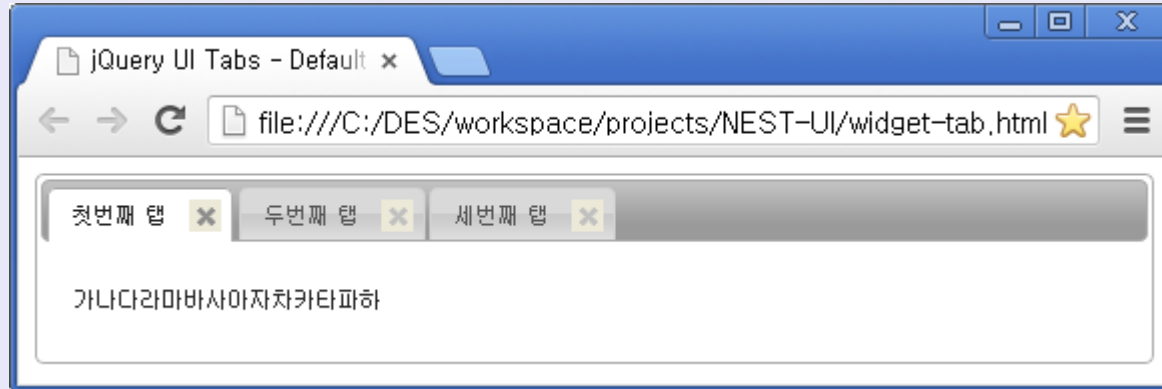 jQuery UI Tabs - Default
file:///C:/DES/workspace/projects/NEST-UI/widget-tab.html
첫번째 탭 두번째 탭 세번째 탭
가나다라마바사아자차카타파하